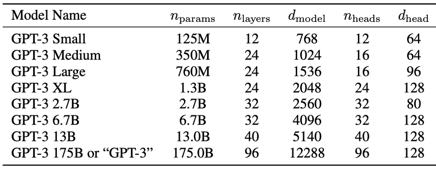 Model Name n_params n_layers d_model n_heads d_head
GPT-3 Small 125M 12 768 12 64
GPT-3 Medium 350M 24 1024 16 64
GPT-3 Large 760M 24 1536 16 96
GPT-3 XL 1.3B 24 2048 24 128
GPT-3 2.7B 2.7B 32 2560 32 80
GPT-3 6.7B 6.7B 32 4096 32 128
GPT-3 13B 13.0B 40 5140 40 128
GPT-3 175B or “GPT-3” 175.0B 96 12288 96 128